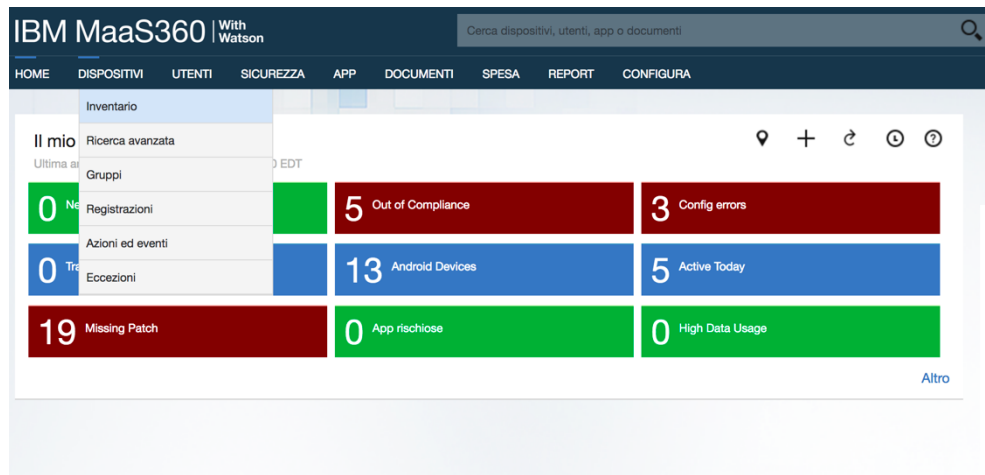 IBM MaaS360 With Watson
Cerca dispositivi, utenti, app o documenti
HOME DISPOSITIVI UTENTI SICUREZZA APP DOCUMENTI SPESA REPORT CONFIGURA
Inventario
Ricerca avanzata
Gruppi
Registrazioni
Azioni ed eventi
Eccezioni
Il mio
Ultima
EDT
0
5 Out of Compliance
3 Config errors
0
13 Android Devices
5 Active Today
19 Missing Patch
0 App rischiose
0 High Data Usage
Altro